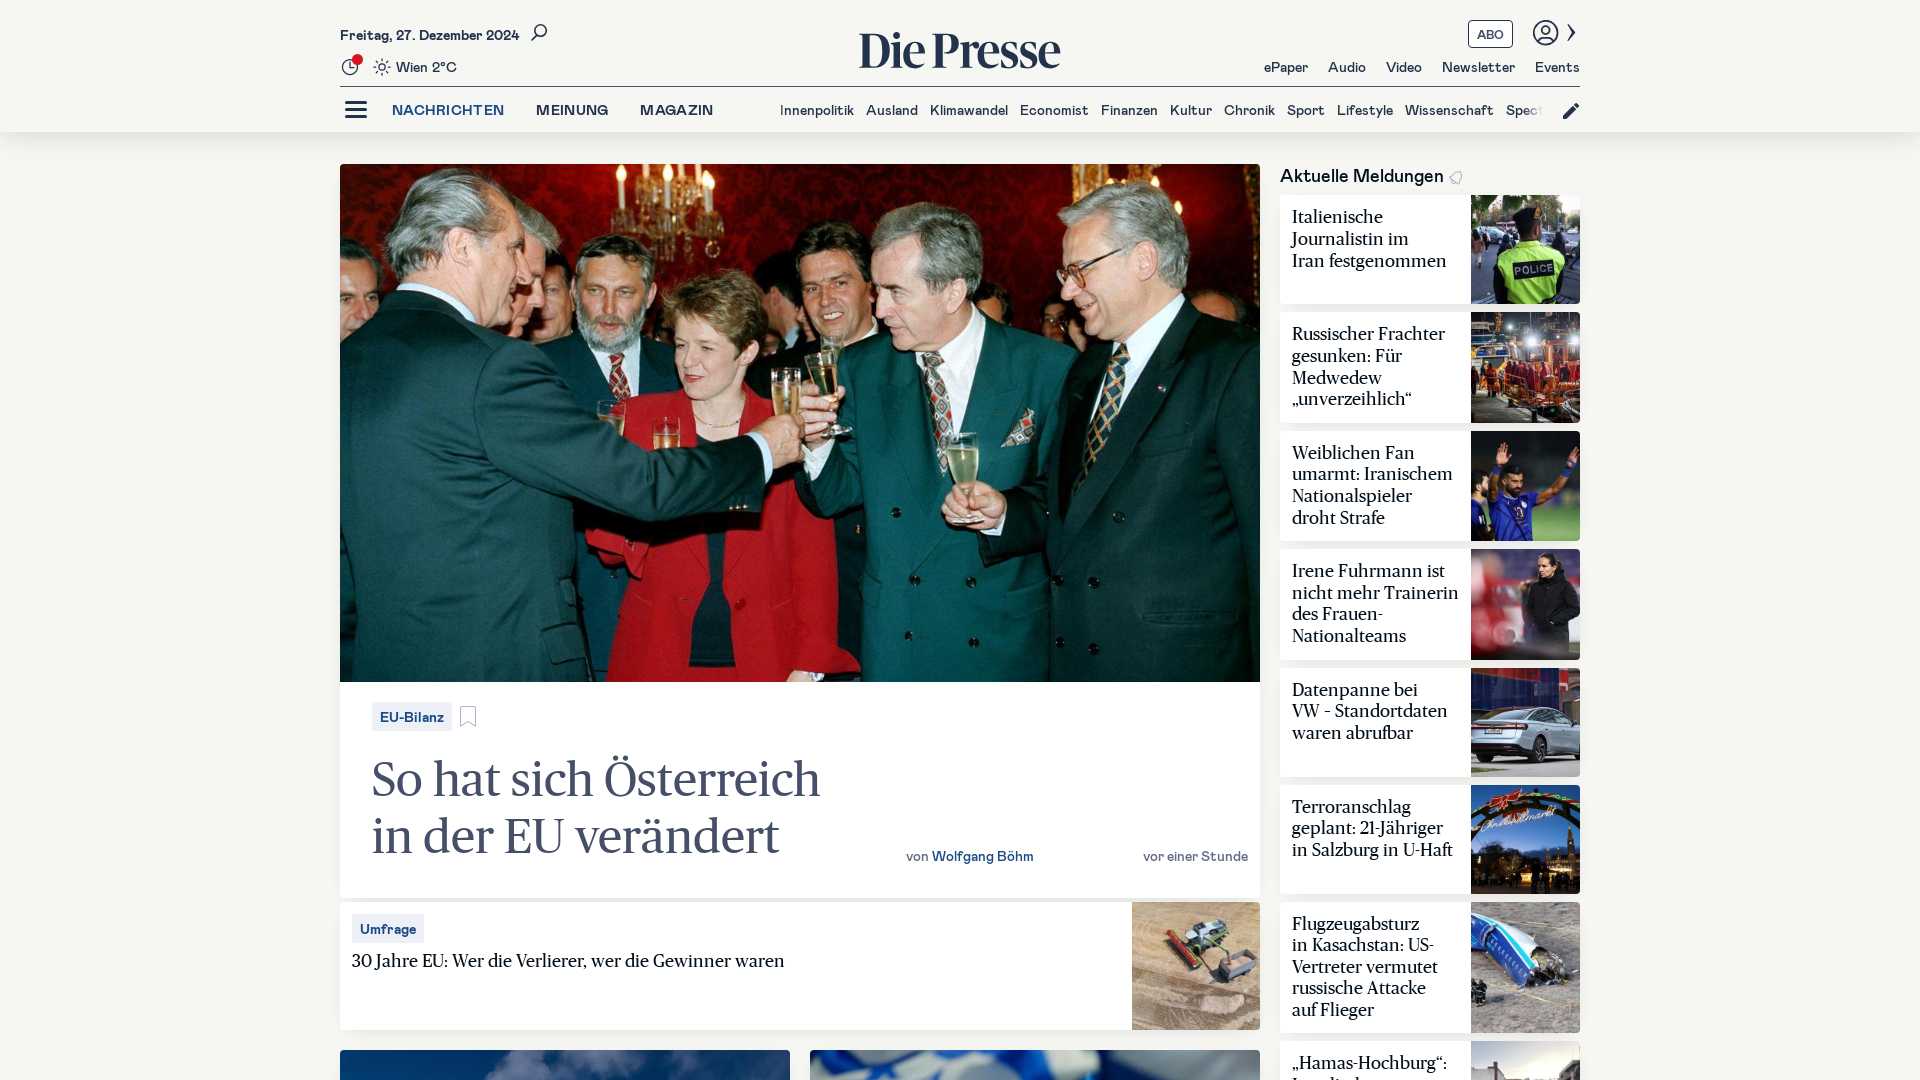 Freitag, 27. Dezember 2024
Wien 2°C
Die Presse
ABO
ePaper Audio Video Newsletter Events
NACHRICHTEN MEINUNG MAGAZIN
Innenpolitik Ausland Klimawandel Economist Finanzen Kultur Chronik Sport Lifestyle Wissenschaft Spect
EU-Bilanz
So hat sich Österreich
in der EU verändert
von Wolfgang Böhm
vor einer Stunde
Umfrage
30 Jahre EU: Wer die Verlierer, wer die Gewinner waren
Aktuelle Meldungen
Italienische
Journalistin im
Iran festgenommen
POLICE
Russischer Frachter
gesunken: Für
Medwedew
„unverzeihlich“
Weiblichen Fan
umarmt: Iranischem
Nationalspieler
droht Strafe
Irene Fuhrmann ist
nicht mehr Trainerin
des Frauen-
Nationalteams
Datenpanne bei
VW – Standortdaten
waren abrufbar
Terroranschlag
geplant: 21-Jähriger
in Salzburg in U-Haft
Flugzeugabsturz
in Kasachstan: US-
Vertreter vermutet
russische Attacke
auf Flieger
„Hamas-Hochburg“: